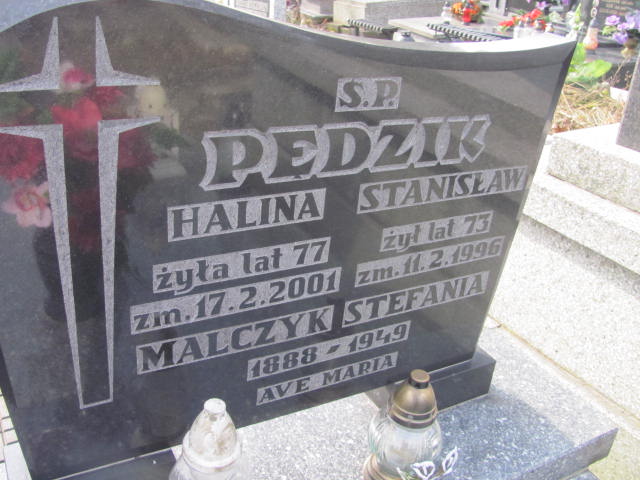 Ś.P.
PĘDZIK
HALINA STANISŁAW
żyła lat 77 żył lat 73
zm. 17.2.2001 zm. 11.2.1996
MALCZYK STEFANIA
1888 - 1949
AVE MARIA